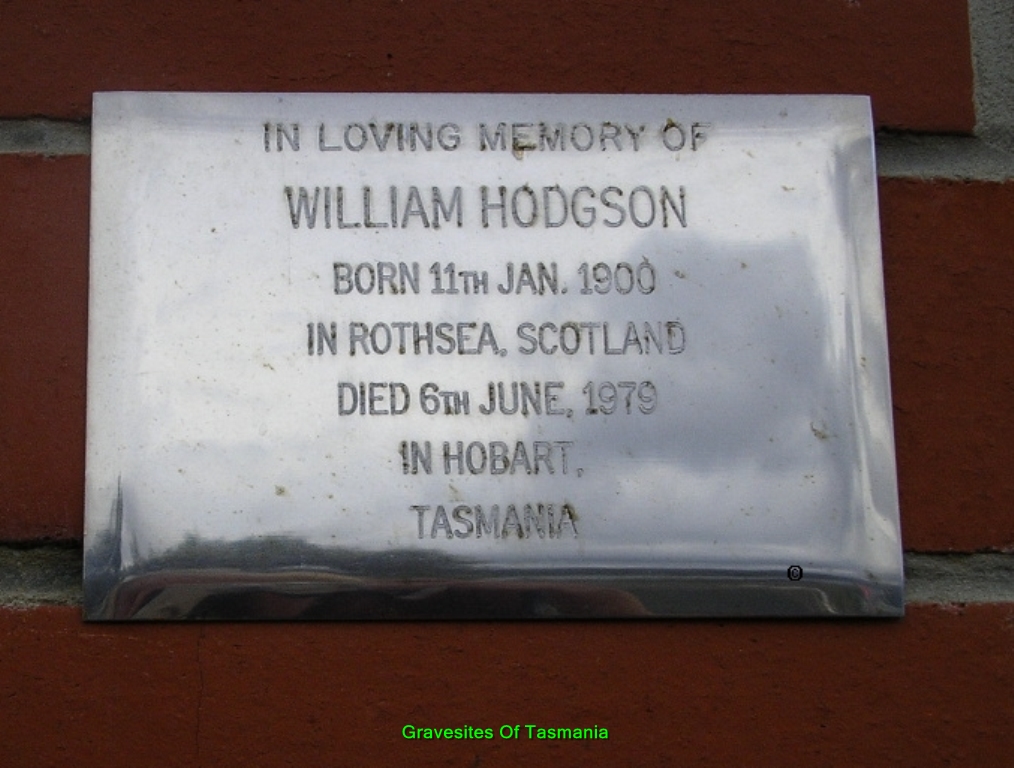 IN LOVING MEMORY OF
WILLIAM HODGSON
BORN 11TH JAN. 1900
IN ROTHSEA, SCOTLAND
DIED 6TH JUNE, 1979
IN HOBART,
TASMANIA
©
Gravesites Of Tasmania